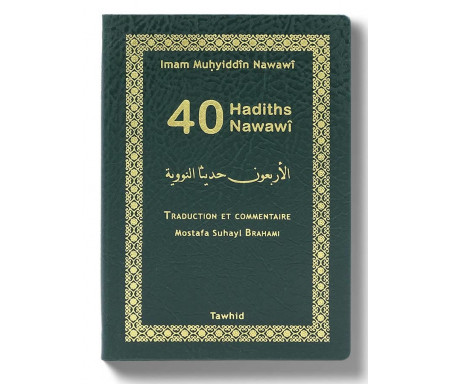 Imam Muḥyiddîn Nawawî
40 Hadiths
Nawawî
الأربعون حديثا النووية
Traduction et commentaire
Mostafa Suhayl Brahami
Tawhid